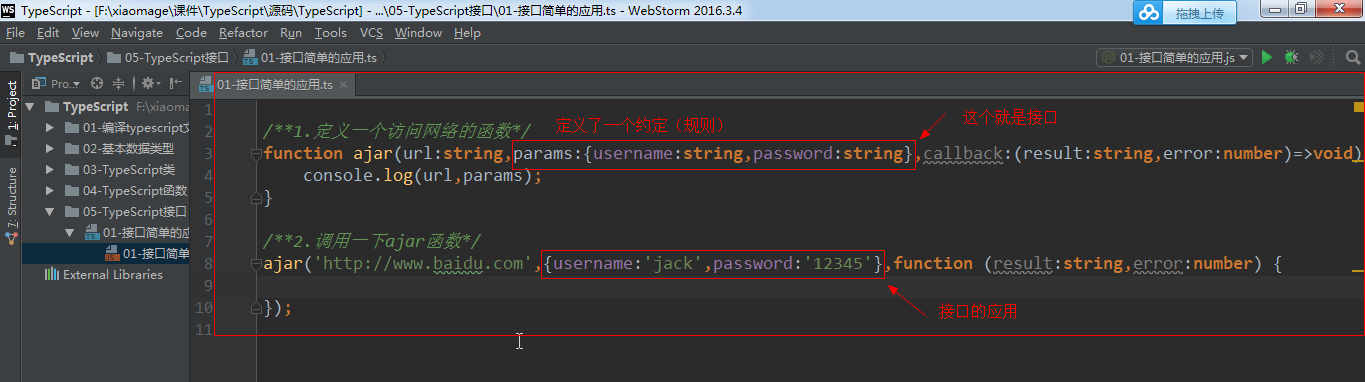 WS TypeScript - [F:\xiaomage\课件\TypeScript\源码\TypeScript] - ...\05-TypeScript接口\01-接口简单的应用.ts - WebStorm 2016.3.4
拖拽上传
File Edit View Navigate Code Refactor Run Tools VCS Window Help
TypeScript 05-TypeScript接口 01-接口简单的应用.ts 01-接口简单的应用.js
1: Project
7: Structure
Pro...
TypeScript F:\xiaom
01-编译typescript文
02-基本数据类型
03-TypeScript类
04-TypeScript函数
05-TypeScript接口
01-接口简单的应
01-接口简单
External Libraries
01-接口简单的应用.ts
这个就是接口
定义了一个约定（规则）
1
2 /**1.定义一个访问网络的函数*/
3 function ajar(url:string,params:{username:string,password:string},callback:(result:string,error:number)=>void)
4 console.log(url,params);
5 }
6
7 /**2.调用一下ajar函数*/
8 ajar('http://www.baidu.com',{username:'jack',password:'12345'},function (result:string,error:number) {
9
10 });
11
接口的应用